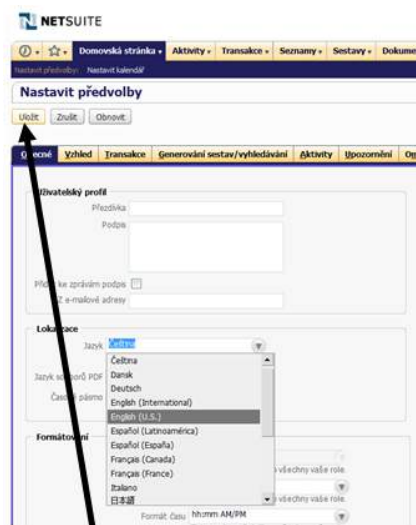 NETSUITE
Domovská stránka Aktivity Transakce Seznamy Sestavy Dokume
Nastavit předvolby Nastavit kalendář
Nastavit předvolby
Uložit Zrušit Obnovit
Obecné Vzhled Transakce Generování sestav/vyhledávání Aktivity Upozornění
Uživatelský profil
Přezdívka
Podpis
ke zprávám podpis
Z e-mailové adresy
Lokalizace
Jazyk Čeština
Čeština
Jazyk souborů PDF Dansk
Deutsch
Časové pásmo English (International)
English (U.S.)
Español (Latinoamérica)
Formátování Español (España)
Français (Canada)
Français (France) všechny vaše role.
Italiano
日本語 všechny vaše role.
Formát času hh:mm AM/PM